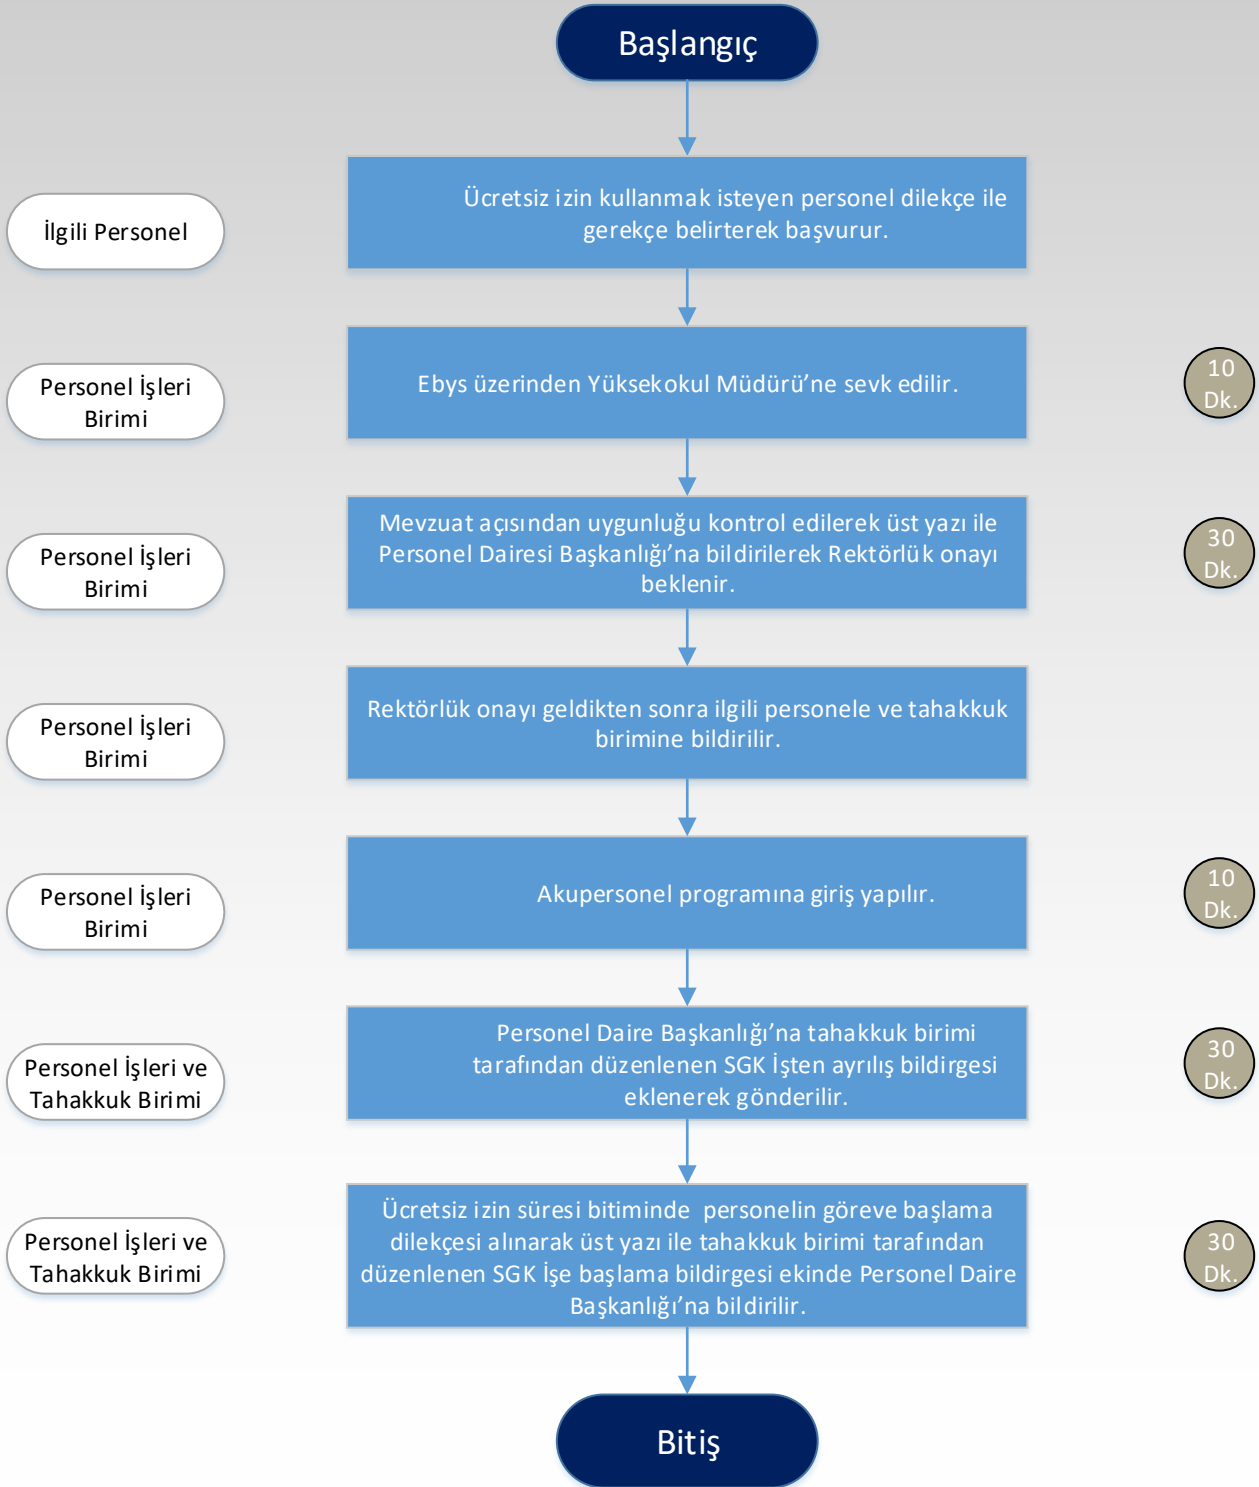 Başlangıç
İlgili Personel
Ücretsiz izin kullanmak isteyen personel dilekçe ile
gerekçe belirterek başvurur.
Personel İşleri
Birimi
Ebys üzerinden Yüksekokul Müdürü’ne sevk edilir.
10
Dk.
Personel İşleri
Birimi
Mevzuat açısından uygunluğu kontrol edilerek üst yazı ile
Personel Dairesi Başkanlığı’na bildirilerek Rektörlük onayı
beklenir.
30
Dk.
Personel İşleri
Birimi
Rektörlük onayı geldikten sonra ilgili personele ve tahakkuk
birimine bildirilir.
Personel İşleri
Birimi
Akupersonel programına giriş yapılır.
10
Dk.
Personel İşleri ve
Tahakkuk Birimi
Personel Daire Başkanlığı’na tahakkuk birimi
tarafından düzenlenen SGK İşten ayrılış bildirgesi
eklenerek gönderilir.
30
Dk.
Personel İşleri ve
Tahakkuk Birimi
Ücretsiz izin süresi bitiminde  personelin göreve başlama
dilekçesi alınarak üst yazı ile tahakkuk birimi tarafından
düzenlenen SGK İşe başlama bildirgesi ekinde Personel Daire
Başkanlığı’na bildirilir.
30
Dk.
Bitiş